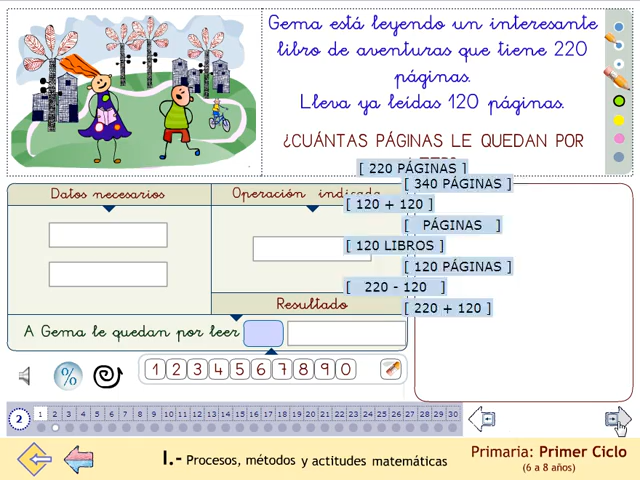 Gema está leyendo un interesante
libro de aventuras que tiene 220
páginas.
Lleva ya leídas 120 páginas.
¿CUÁNTAS PÁGINAS LE QUEDAN POR
[ 220 PÁGINAS ]
[ 340 PÁGINAS ]
Datos necesarios
Operación indicada
[ 120 + 120 ]
[ PÁGINAS ]
[ 120 LIBROS ]
[ 120 PÁGINAS ]
[ 220 - 120 ]
Resultado
[ 220 + 120 ]
A Gema le quedan por leer
1 2 3 4 5 6 7 8 9 0
%
2
1 2 3 4 5 6 7 8 9 10 11 12 13 14 15 16 17 18 19 20 21 22 23 24 25 26 27 28 29 30
I.- Procesos, métodos y actitudes matemáticas
Primaria: Primer Ciclo
(6 a 8 años)